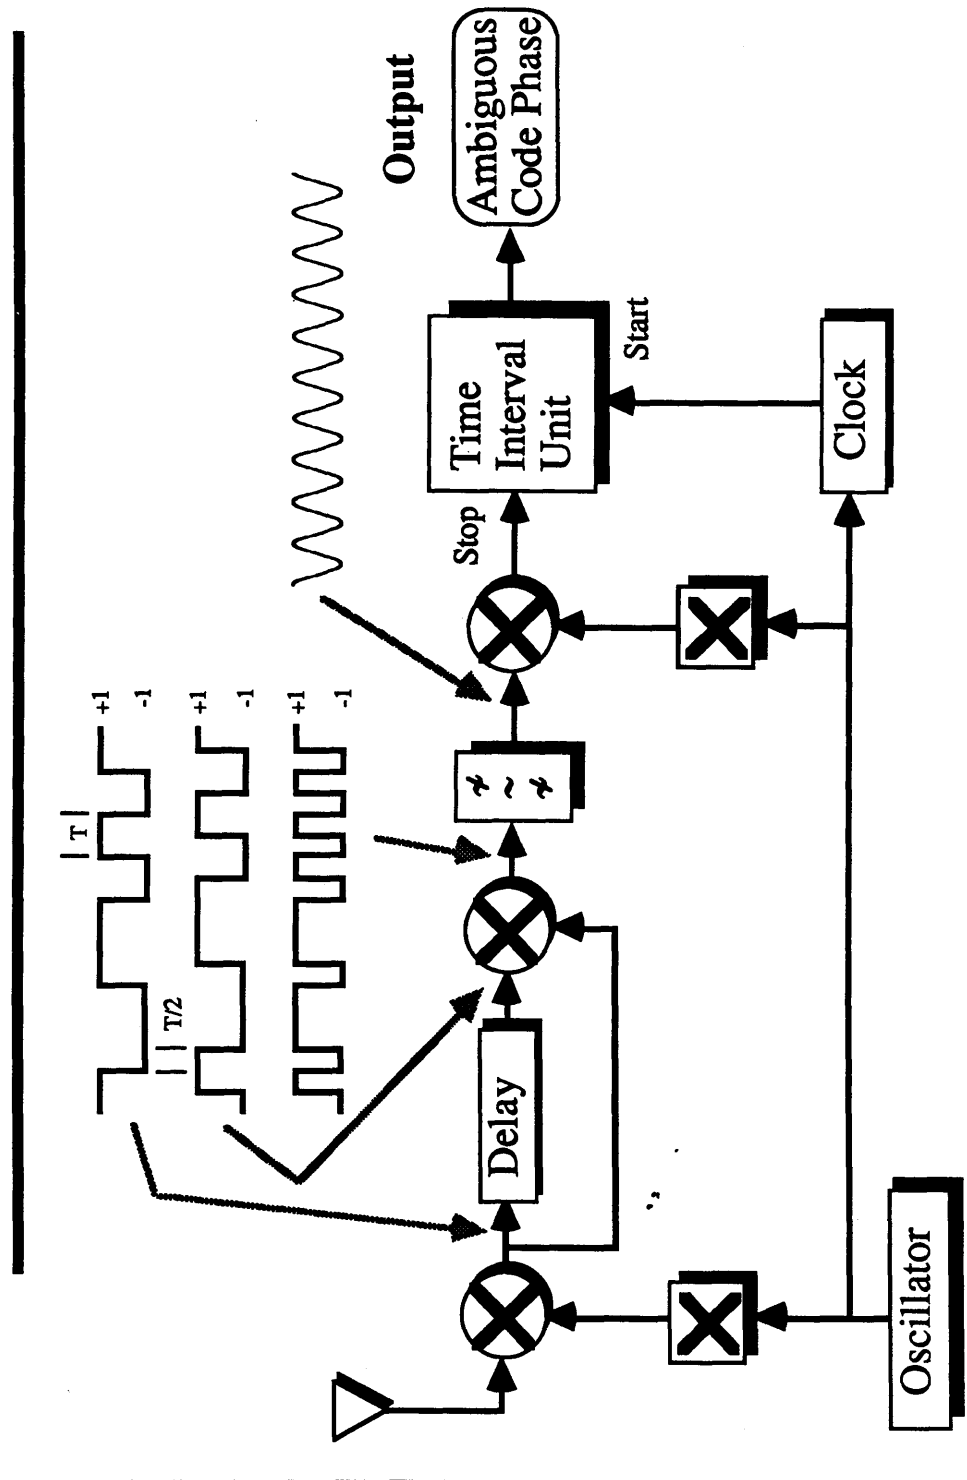 T
+1
-1
T/2
+1
-1
+1
-1
Output
Ambiguous
Code Phase
Delay
Stop
Time
Interval
Unit
Start
Oscillator
Clock